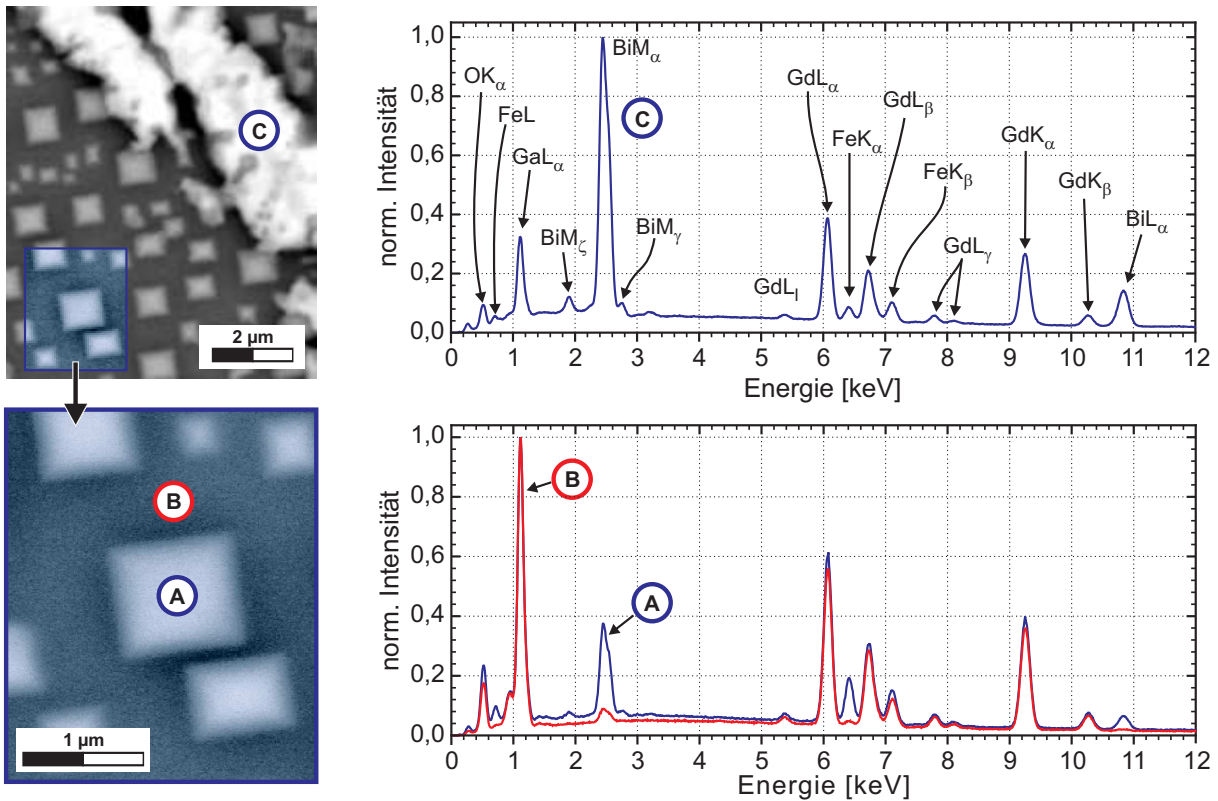 C
2 µm
B
A
1 µm
norm. Intensität
1,0
0,8
0,6
0,4
0,2
0,0
OKα
FeL
GaLα
BiMζ
BiMα
C
BiMγ
GdLl
GdLα
FeKα
GdLβ
FeKβ
GdLγ
GdKα
GdKβ
BiLα
0 1 2 3 4 5 6 7 8 9 10 11 12
Energie [keV]
norm. Intensität
1,0
0,8
0,6
0,4
0,2
0,0
B
A
0 1 2 3 4 5 6 7 8 9 10 11 12
Energie [keV]